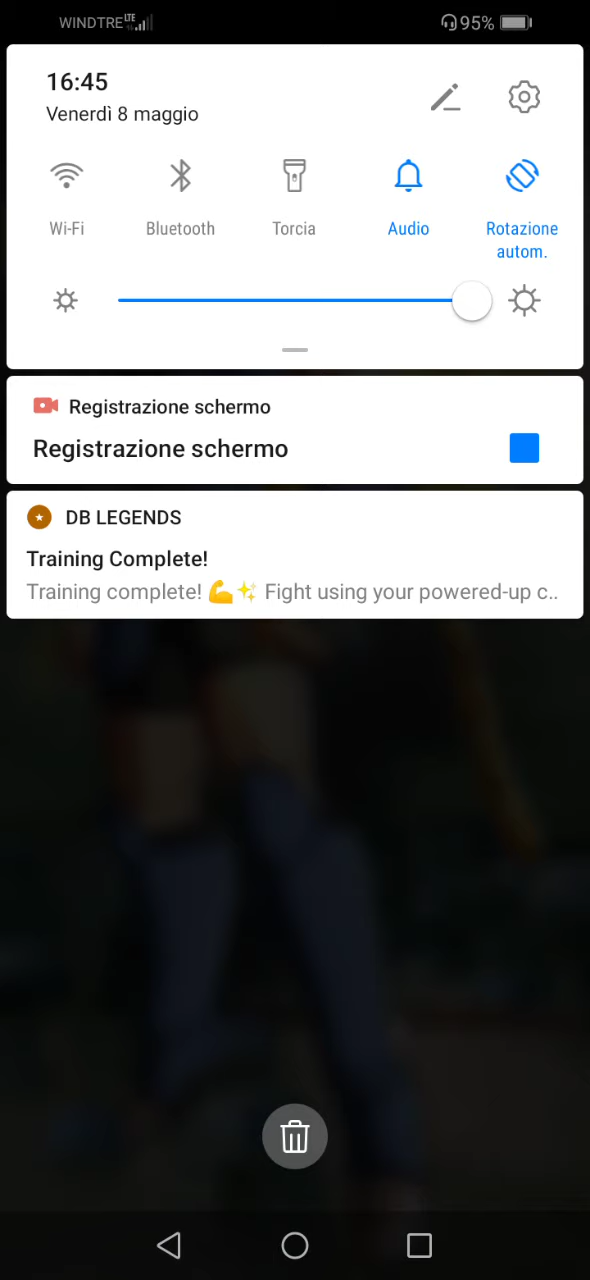 WINDTRE LTE 95%
16:45
Venerdì 8 maggio
Wi-Fi Bluetooth Torcia Audio Rotazione
autom.
Registrazione schermo
Registrazione schermo
DB LEGENDS
Training Complete!
Training complete! 💪✨ Fight using your powered-up c..